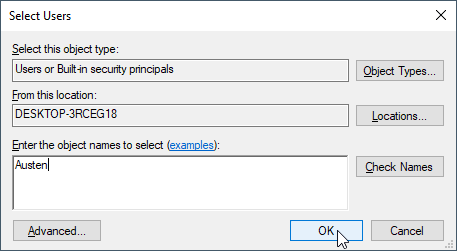 Select Users
Select this object type:
Users or Built-in security principals
Object Types...
From this location:
DESKTOP-3RCEG18
Locations...
Enter the object names to select (examples):
Austen
Check Names
Advanced...
OK
Cancel